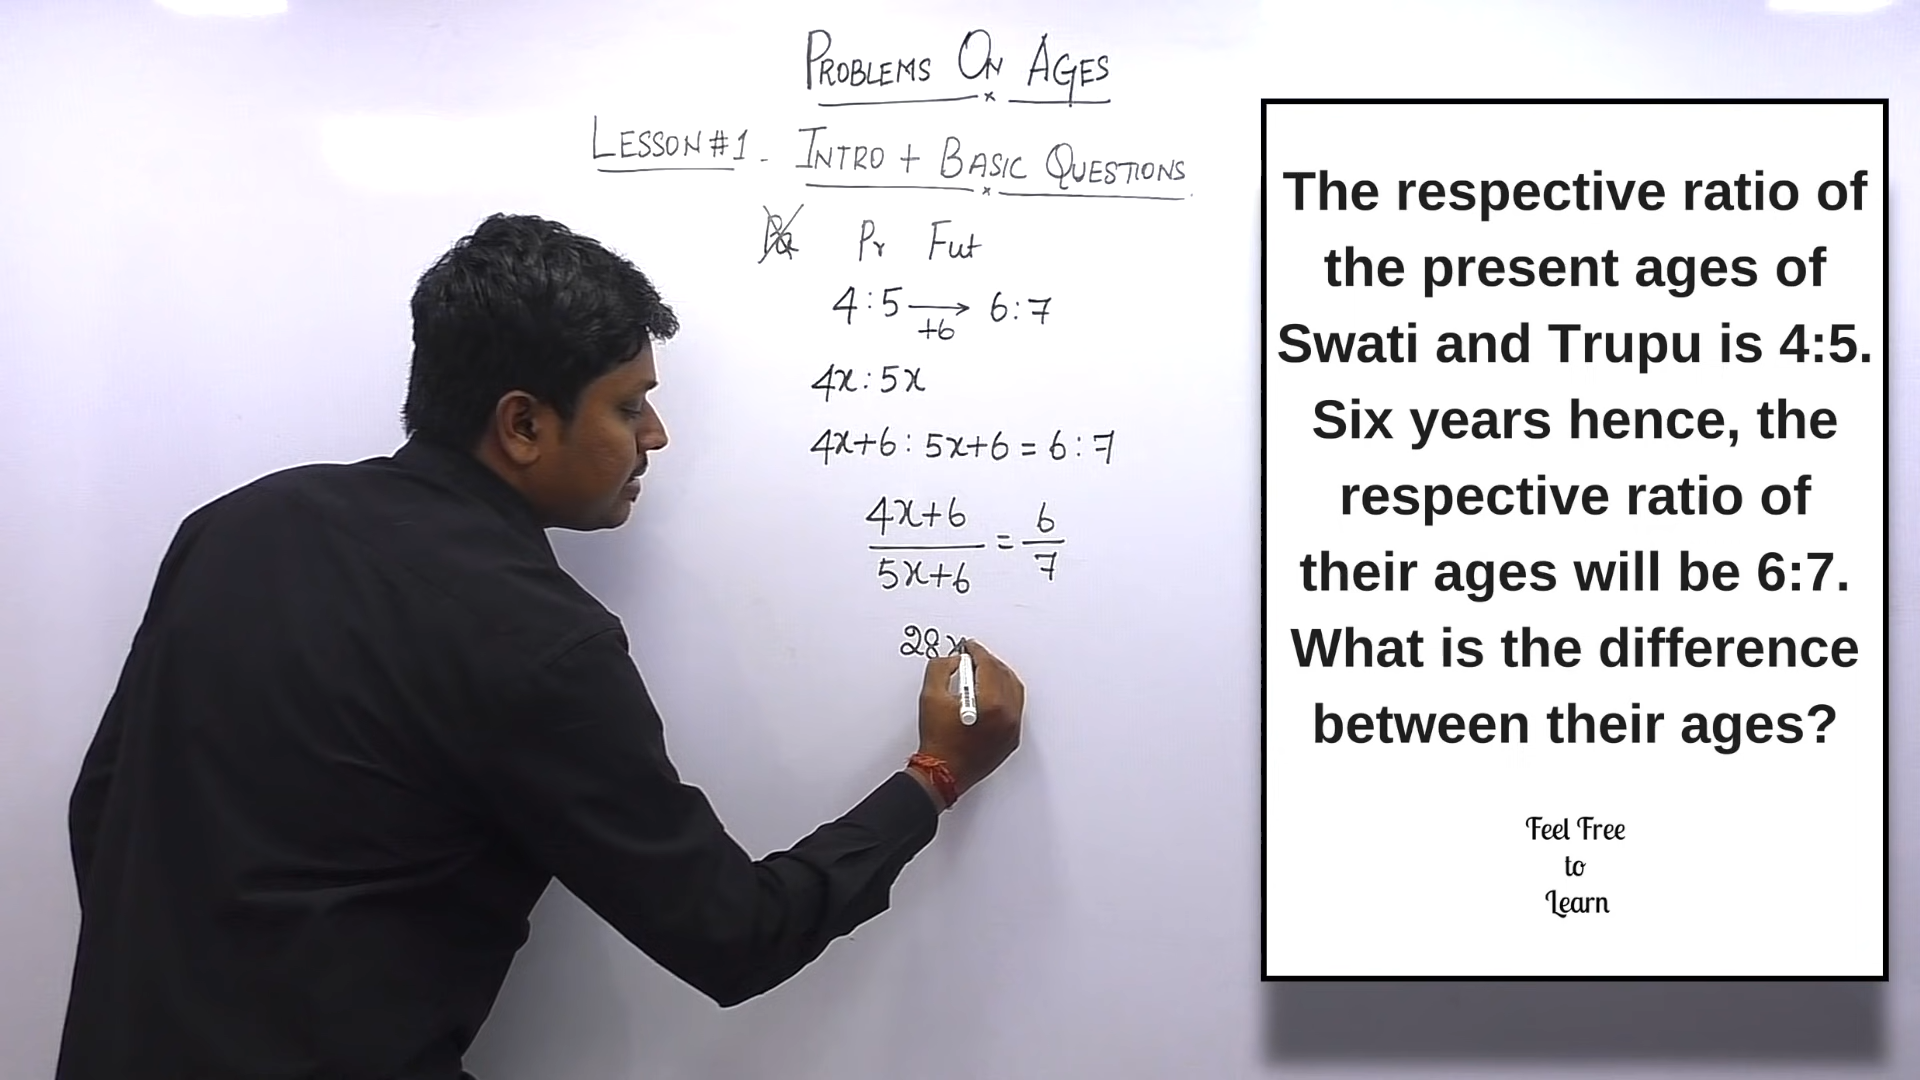 PROBLEMS ON AGES
LESSON #1 - INTRO + BASIC QUESTIONS
Pr Fut
4 : 5 → 6 : 7
+6
4x : 5x
4x+6 : 5x+6 = 6 : 7
4x+6 / 5x+6 = 6 / 7
28x
The respective ratio of
the present ages of
Swati and Trupu is 4:5.
Six years hence, the
respective ratio of
their ages will be 6:7.
What is the difference
between their ages?
Feel Free
to
Learn